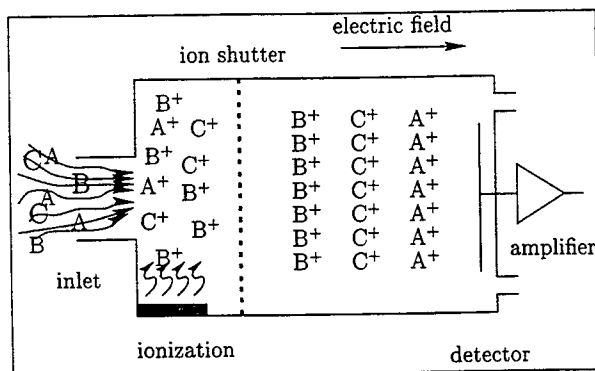 electric field
ion shutter
B+
A+ C+
B+ C+ A+
B+ C+ A+
C A
B+
C+
B+ C+ A+
B
A+
B+
B+ C+ A+
A
C
A
C+
B+
B+ C+ A+
B
B+
B+ C+ A+
amplifier
inlet
B+ C+ A+
ionization
detector